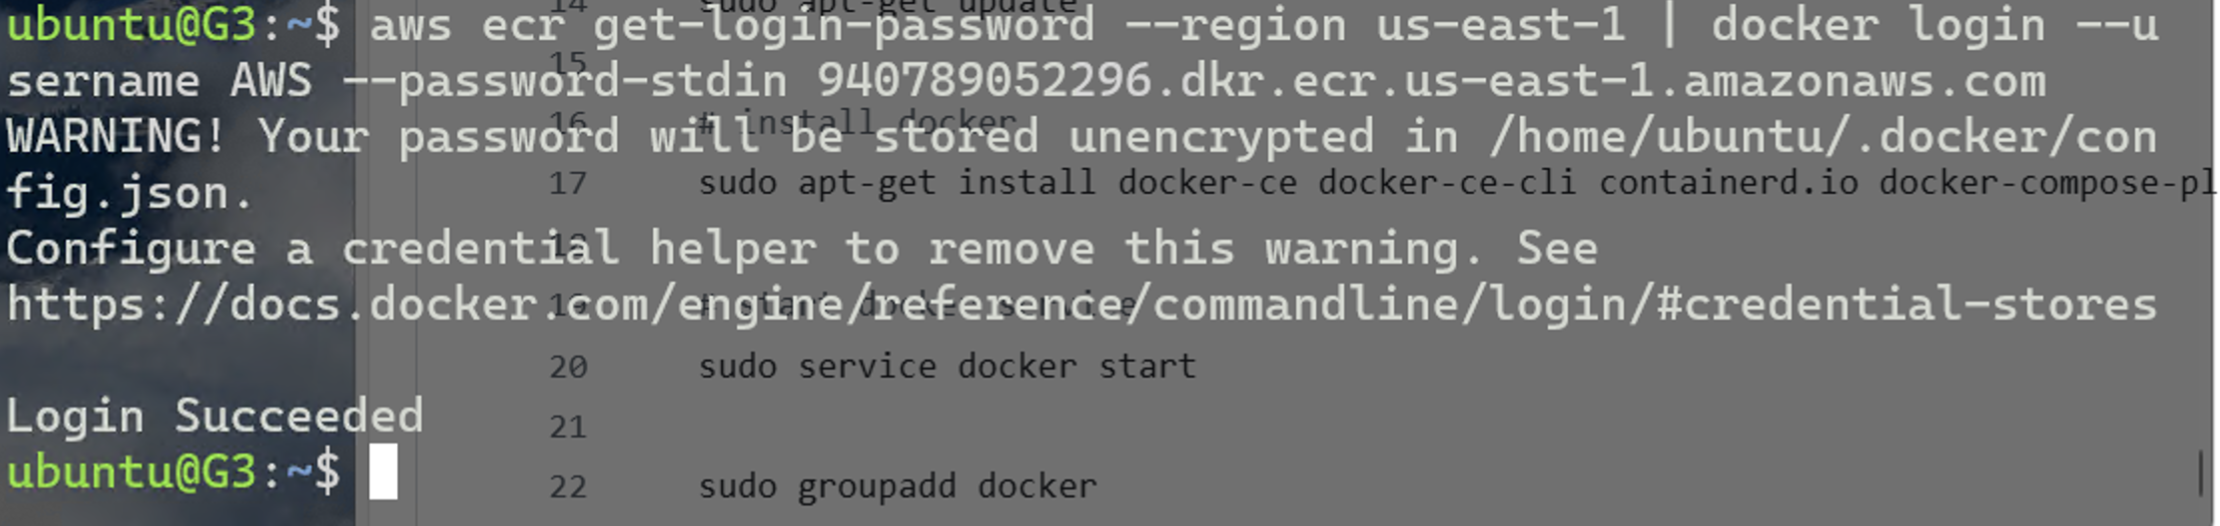 14 sudo apt-get update
ubuntu@G3:~$ aws ecr get-login-password --region us-east-1 | docker login --u
15
sername AWS --password-stdin 940789052296.dkr.ecr.us-east-1.amazonaws.com
16 # install docker
WARNING! Your password will be stored unencrypted in /home/ubuntu/.docker/con
17 sudo apt-get install docker-ce docker-ce-cli containerd.io docker-compose-pl
fig.json.
18
Configure a credential helper to remove this warning. See
19 # start docker service
https://docs.docker.com/engine/reference/commandline/login/#credential-stores
20 sudo service docker start
Login Succeeded
21
ubuntu@G3:~$
22 sudo groupadd docker